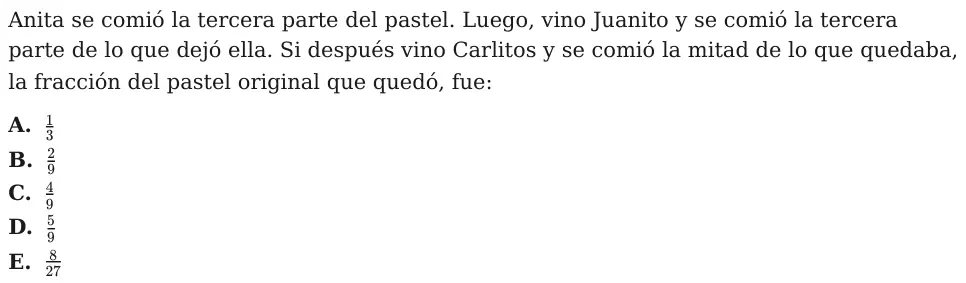 Anita se comió la tercera parte del pastel. Luego, vino Juanito y se comió la tercera
parte de lo que dejó ella. Si después vino Carlitos y se comió la mitad de lo que quedaba,
la fracción del pastel original que quedó, fue:
A. 1/3
B. 2/9
C. 4/9
D. 5/9
E. 8/27